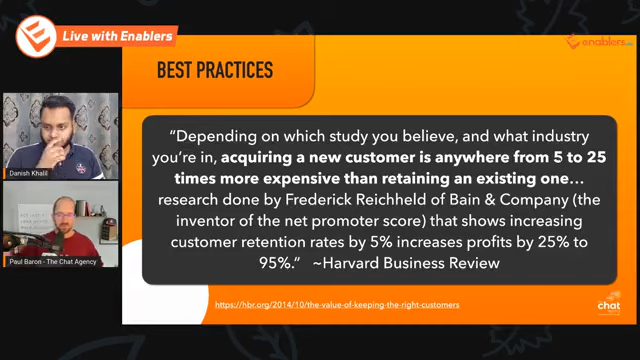 Live with Enablers
enablers
BEST PRACTICES
“Depending on which study you believe, and what industry
you’re in, acquiring a new customer is anywhere from 5 to 25
times more expensive than retaining an existing one…
research done by Frederick Reichheld of Bain & Company (the
inventor of the net promoter score) that shows increasing
customer retention rates by 5% increases profits by 25% to
95%.” ~Harvard Business Review
Danish Khalil
Paul Baron - The Chat Agency
https://hbr.org/2014/10/the-value-of-keeping-the-right-customers
chat